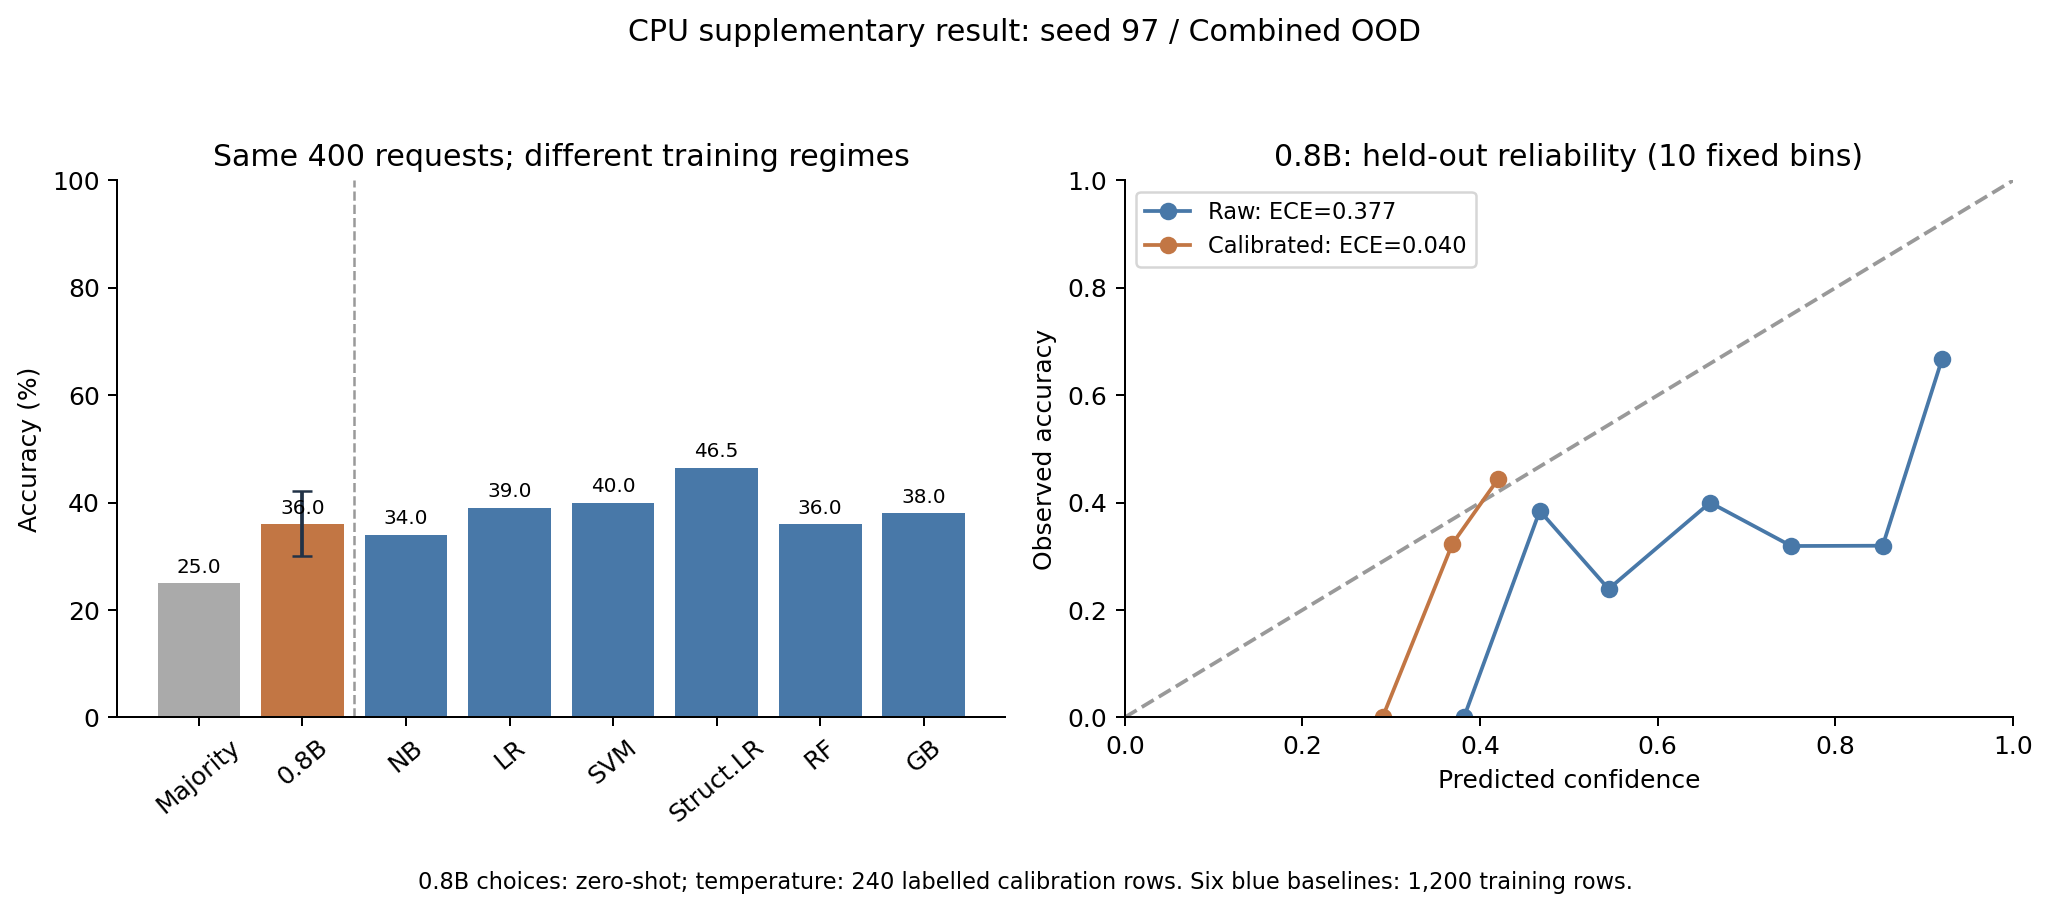 CPU supplementary result: seed 97 / Combined OOD
Same 400 requests; different training regimes
Accuracy (%)
100
80
60
40
20
0
25.0
36.0
34.0
39.0
40.0
46.5
36.0
38.0
Majority
0.8B
NB
LR
SVM
Struct.LR
RF
GB
0.8B: held-out reliability (10 fixed bins)
Raw: ECE=0.377
Calibrated: ECE=0.040
Observed accuracy
1.0
0.8
0.6
0.4
0.2
0.0
0.0
0.2
0.4
0.6
0.8
1.0
Predicted confidence
0.8B choices: zero-shot; temperature: 240 labelled calibration rows. Six blue baselines: 1,200 training rows.